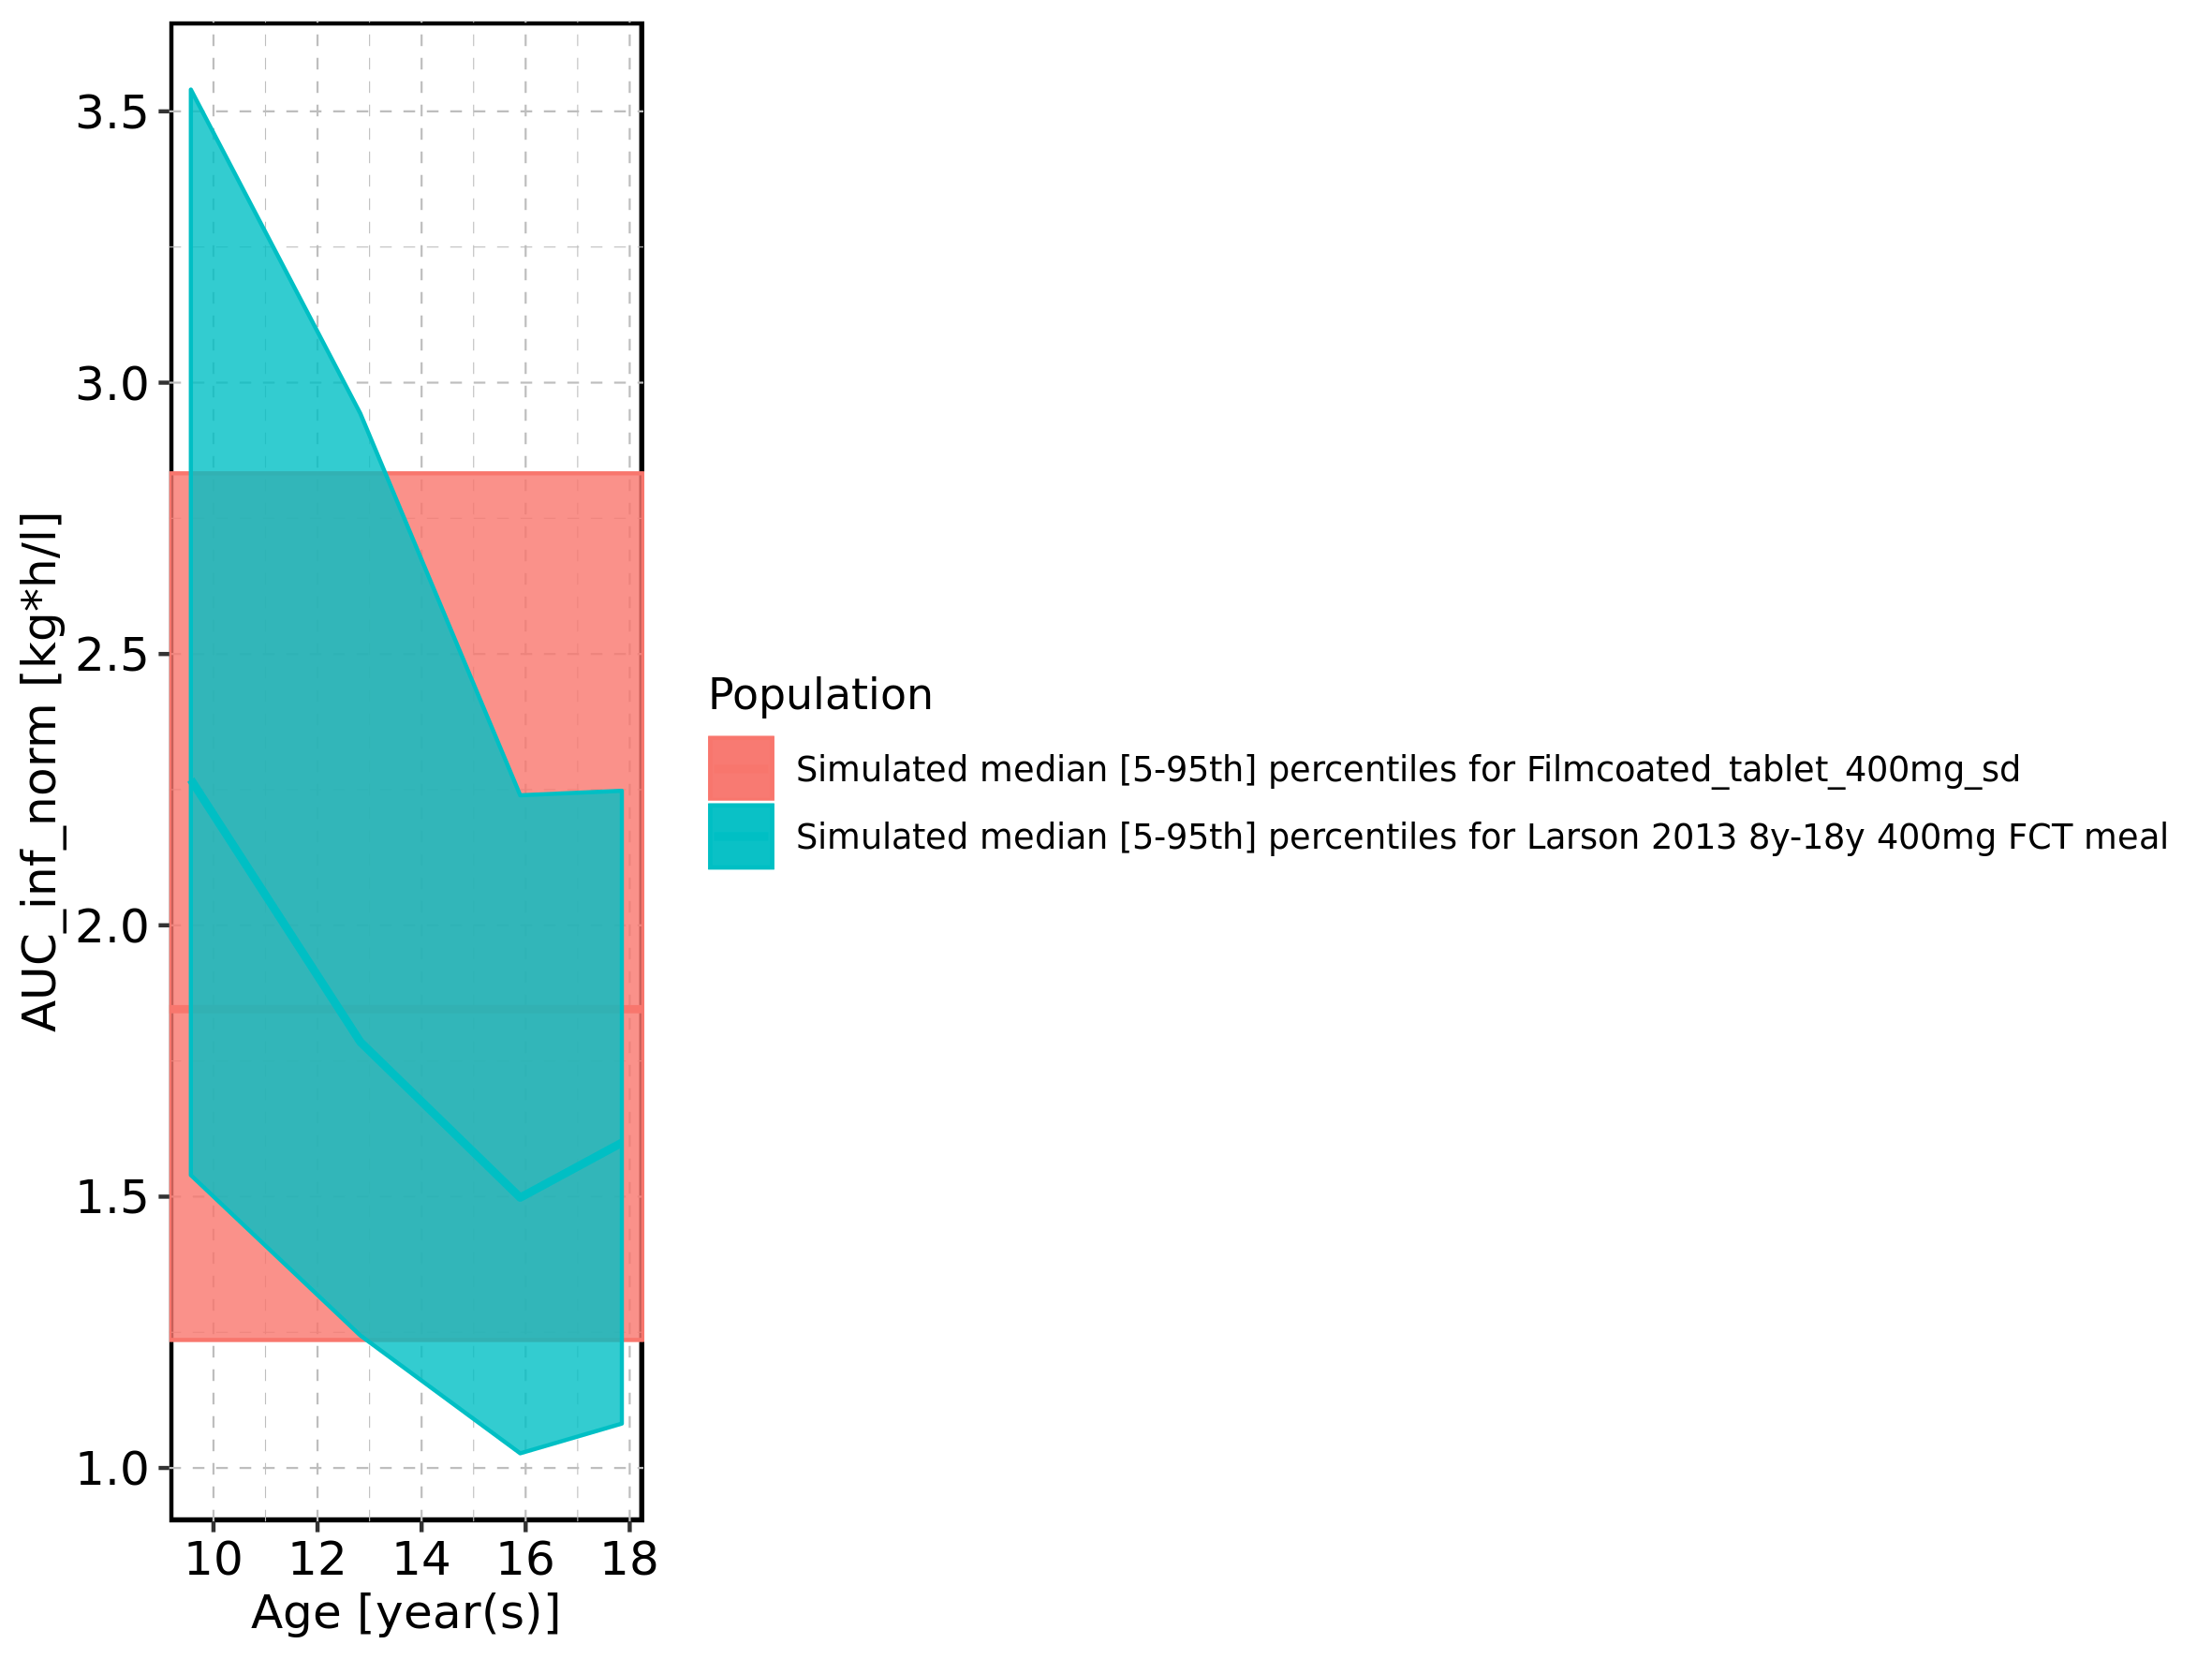 3.5
3.0
2.5
2.0
1.5
1.0
AUC_inf_norm [kg*h/l]
10 12 14 16 18
Age [year(s)]
Population
Simulated median [5-95th] percentiles for Filmcoated_tablet_400mg_sd
Simulated median [5-95th] percentiles for Larson 2013 8y-18y 400mg FCT meal